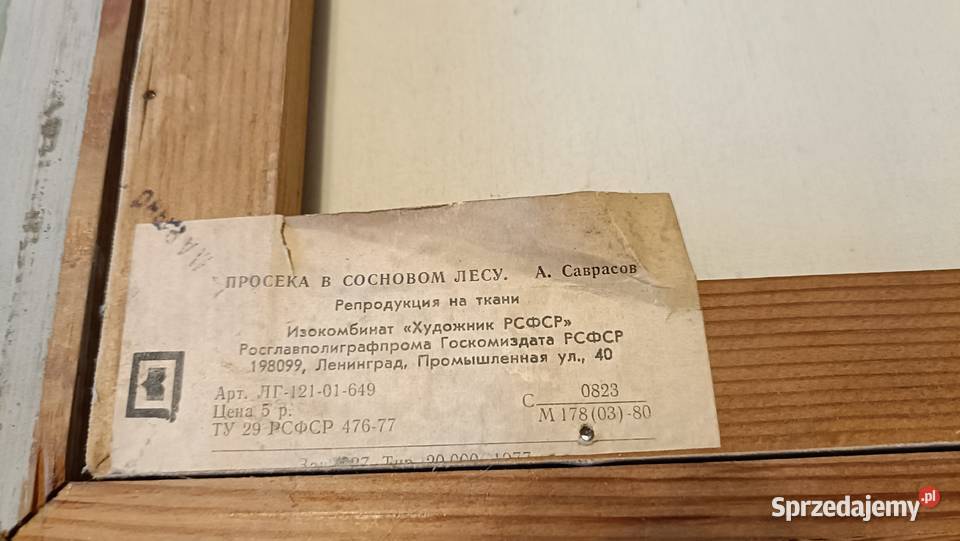 ПРОСЕКА В СОСНОВОМ ЛЕСУ. А. Саврасов
Репродукция на ткани
Изокомбинат «Художник РСФСР»
Росглавполиграфпрома Госкомиздата РСФСР
198099, Ленинград, Промышленная ул., 40
Арт. ЛГ-121-01-649
Цена 5 р.
ТУ 29 РСФСР 476-77
С 0823
М 178(03)-80
Sprzedajemy.pl